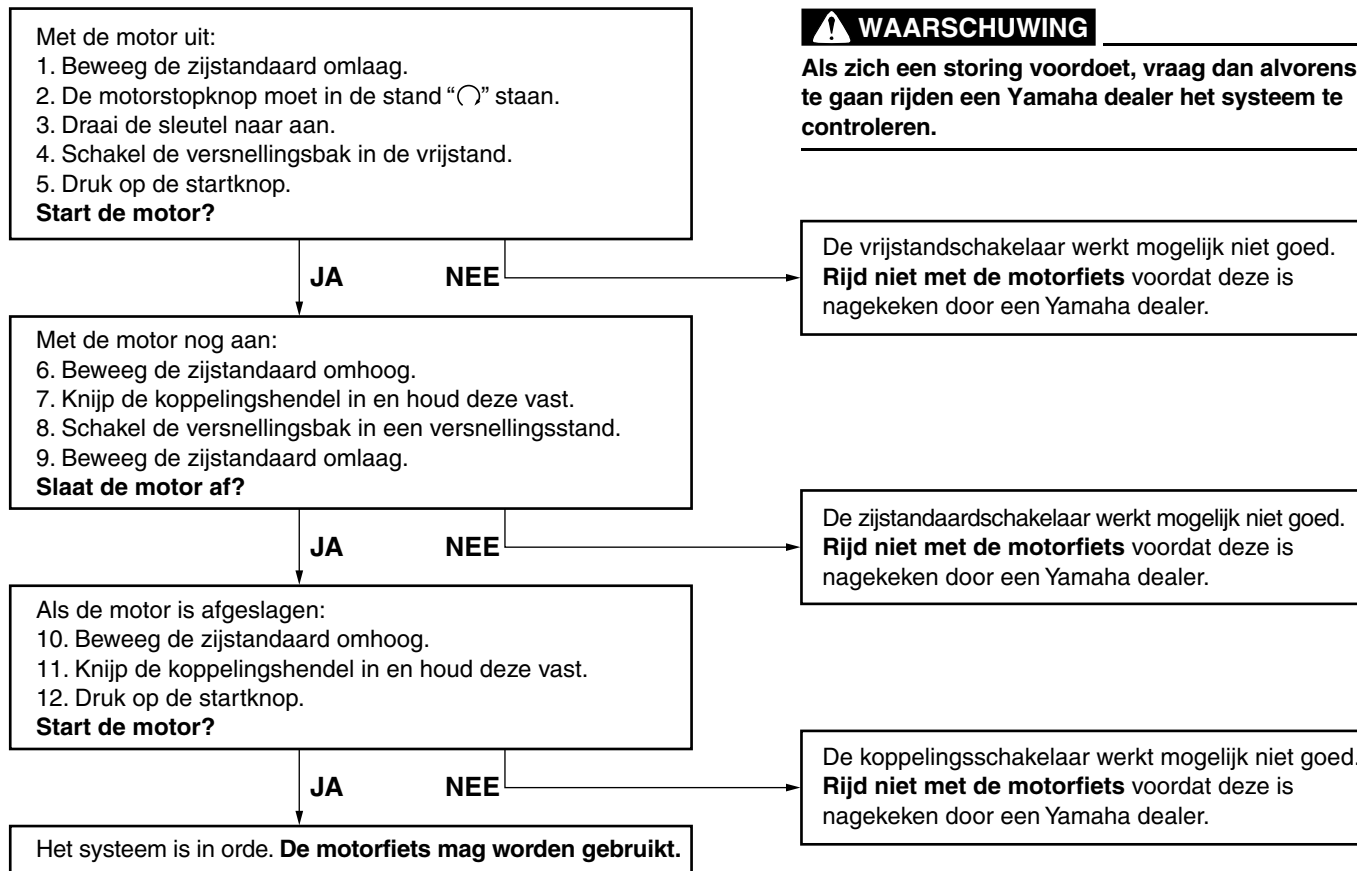 Met de motor uit:
1. Beweeg de zijstandaard omlaag.
2. De motorstopknop moet in de stand “ ” staan.
3. Draai de sleutel naar aan.
4. Schakel de versnellingsbak in de vrijstand.
5. Druk op de startknop.
Start de motor?
WAARSCHUWING
Als zich een storing voordoet, vraag dan alvorens
te gaan rijden een Yamaha dealer het systeem te
controleren.
JA NEE
De vrijstandschakelaar werkt mogelijk niet goed.
Rijd niet met de motorfiets voordat deze is
nagekeken door een Yamaha dealer.
Met de motor nog aan:
6. Beweeg de zijstandaard omhoog.
7. Knijp de koppelingshendel in en houd deze vast.
8. Schakel de versnellingsbak in een versnellingsstand.
9. Beweeg de zijstandaard omlaag.
Slaat de motor af?
JA NEE
De zijstandaardschakelaar werkt mogelijk niet goed.
Rijd niet met de motorfiets voordat deze is
nagekeken door een Yamaha dealer.
Als de motor is afgeslagen:
10. Beweeg de zijstandaard omhoog.
11. Knijp de koppelingshendel in en houd deze vast.
12. Druk op de startknop.
Start de motor?
JA NEE
De koppelingsschakelaar werkt mogelijk niet goed.
Rijd niet met de motorfiets voordat deze is
nagekeken door een Yamaha dealer.
Het systeem is in orde. De motorfiets mag worden gebruikt.